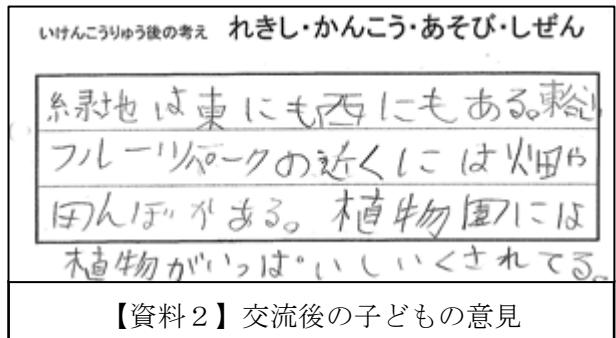 いけんこうりゅう後の考え れきし・かんこう・あそび・しぜん
緑地は東にも西にもある。東谷山
フルーツパークの近くには畑や
田んぼがある。植物園には
植物がいっぱいしいくされてる。
【資料2】交流後の子どもの意見